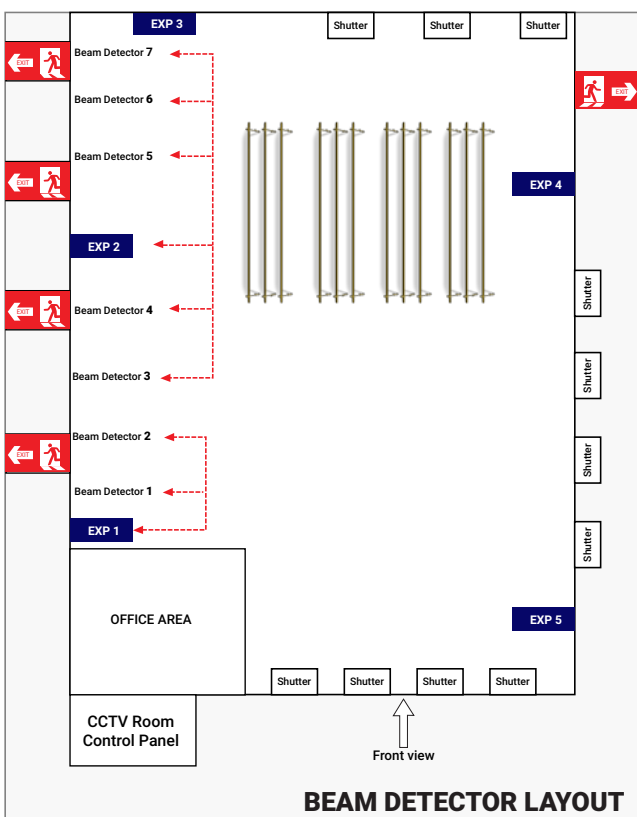 EXP 3
Shutter
Shutter
Shutter
Beam Detector 7
EXIT
EXIT
Beam Detector 6
Beam Detector 5
EXIT
EXP 4
EXP 2
Shutter
Beam Detector 4
EXIT
Shutter
Beam Detector 3
Beam Detector 2
EXIT
Shutter
Beam Detector 1
EXP 1
Shutter
OFFICE AREA
EXP 5
Shutter
Shutter
Shutter
Shutter
CCTV Room
Control Panel
Front view
BEAM DETECTOR LAYOUT